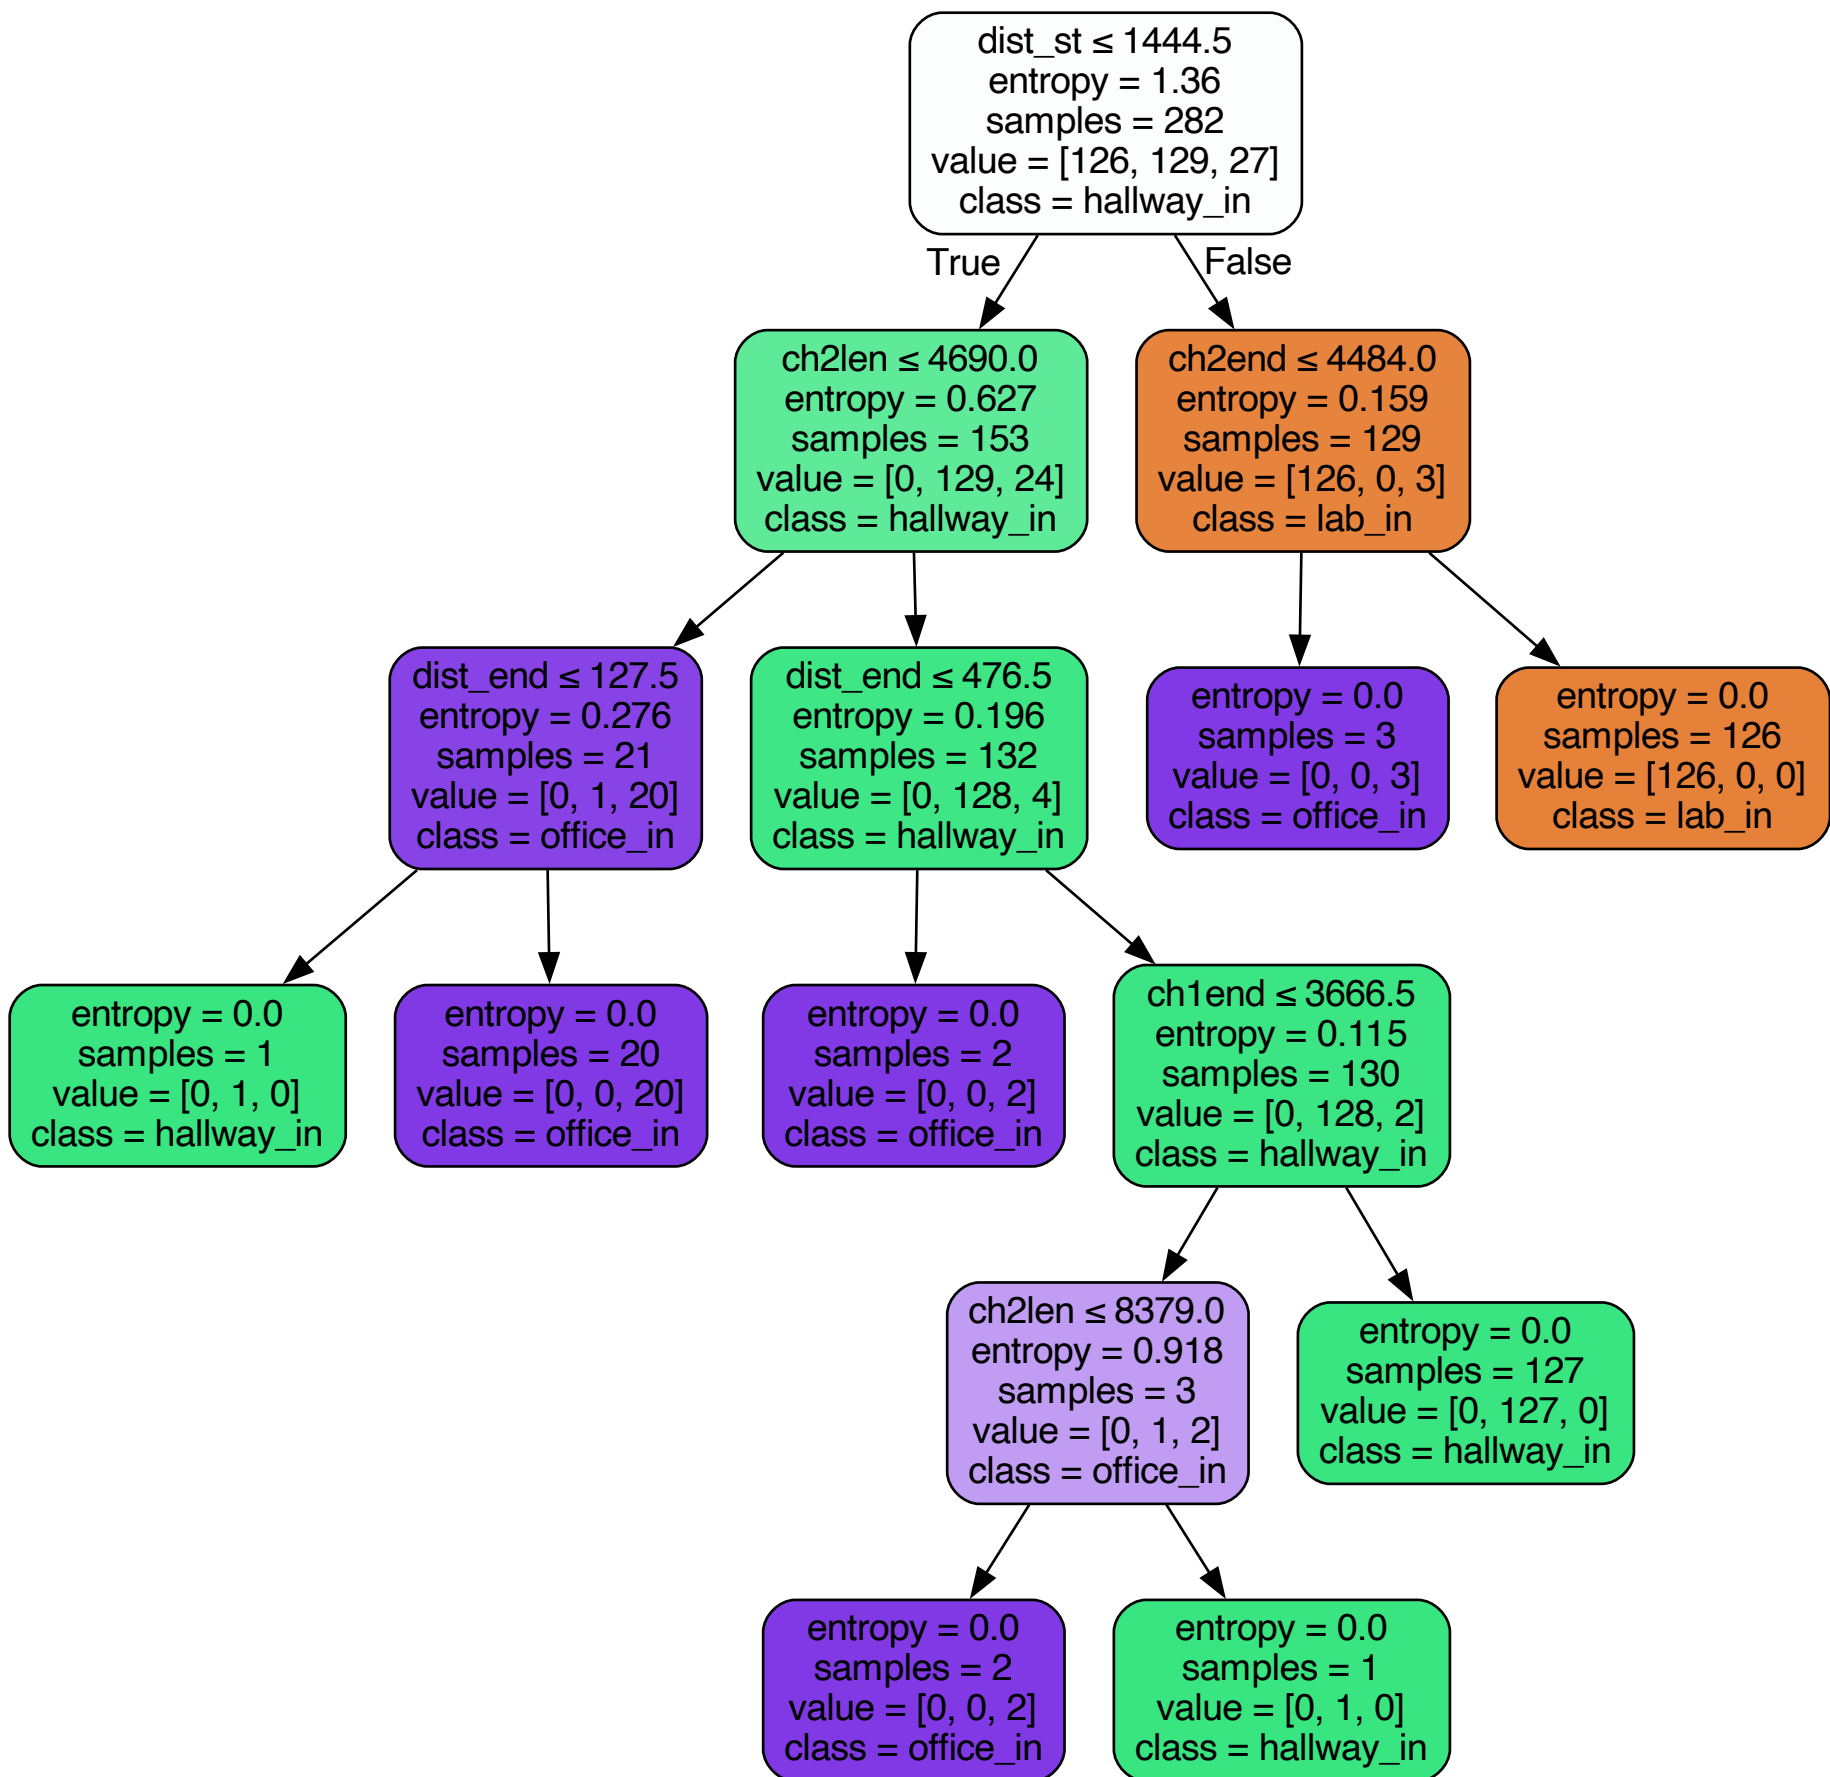 dist_st ≤ 1444.5
entropy = 1.36
samples = 282
value = [126, 129, 27]
class = hallway_in
True
False
ch2len ≤ 4690.0
entropy = 0.627
samples = 153
value = [0, 129, 24]
class = hallway_in
ch2end ≤ 4484.0
entropy = 0.159
samples = 129
value = [126, 0, 3]
class = lab_in
dist_end ≤ 127.5
entropy = 0.276
samples = 21
value = [0, 1, 20]
class = office_in
dist_end ≤ 476.5
entropy = 0.196
samples = 132
value = [0, 128, 4]
class = hallway_in
entropy = 0.0
samples = 3
value = [0, 0, 3]
class = office_in
entropy = 0.0
samples = 126
value = [126, 0, 0]
class = lab_in
entropy = 0.0
samples = 1
value = [0, 1, 0]
class = hallway_in
entropy = 0.0
samples = 20
value = [0, 0, 20]
class = office_in
entropy = 0.0
samples = 2
value = [0, 0, 2]
class = office_in
ch1end ≤ 3666.5
entropy = 0.115
samples = 130
value = [0, 128, 2]
class = hallway_in
ch2len ≤ 8379.0
entropy = 0.918
samples = 3
value = [0, 1, 2]
class = office_in
entropy = 0.0
samples = 127
value = [0, 127, 0]
class = hallway_in
entropy = 0.0
samples = 2
value = [0, 0, 2]
class = office_in
entropy = 0.0
samples = 1
value = [0, 1, 0]
class = hallway_in